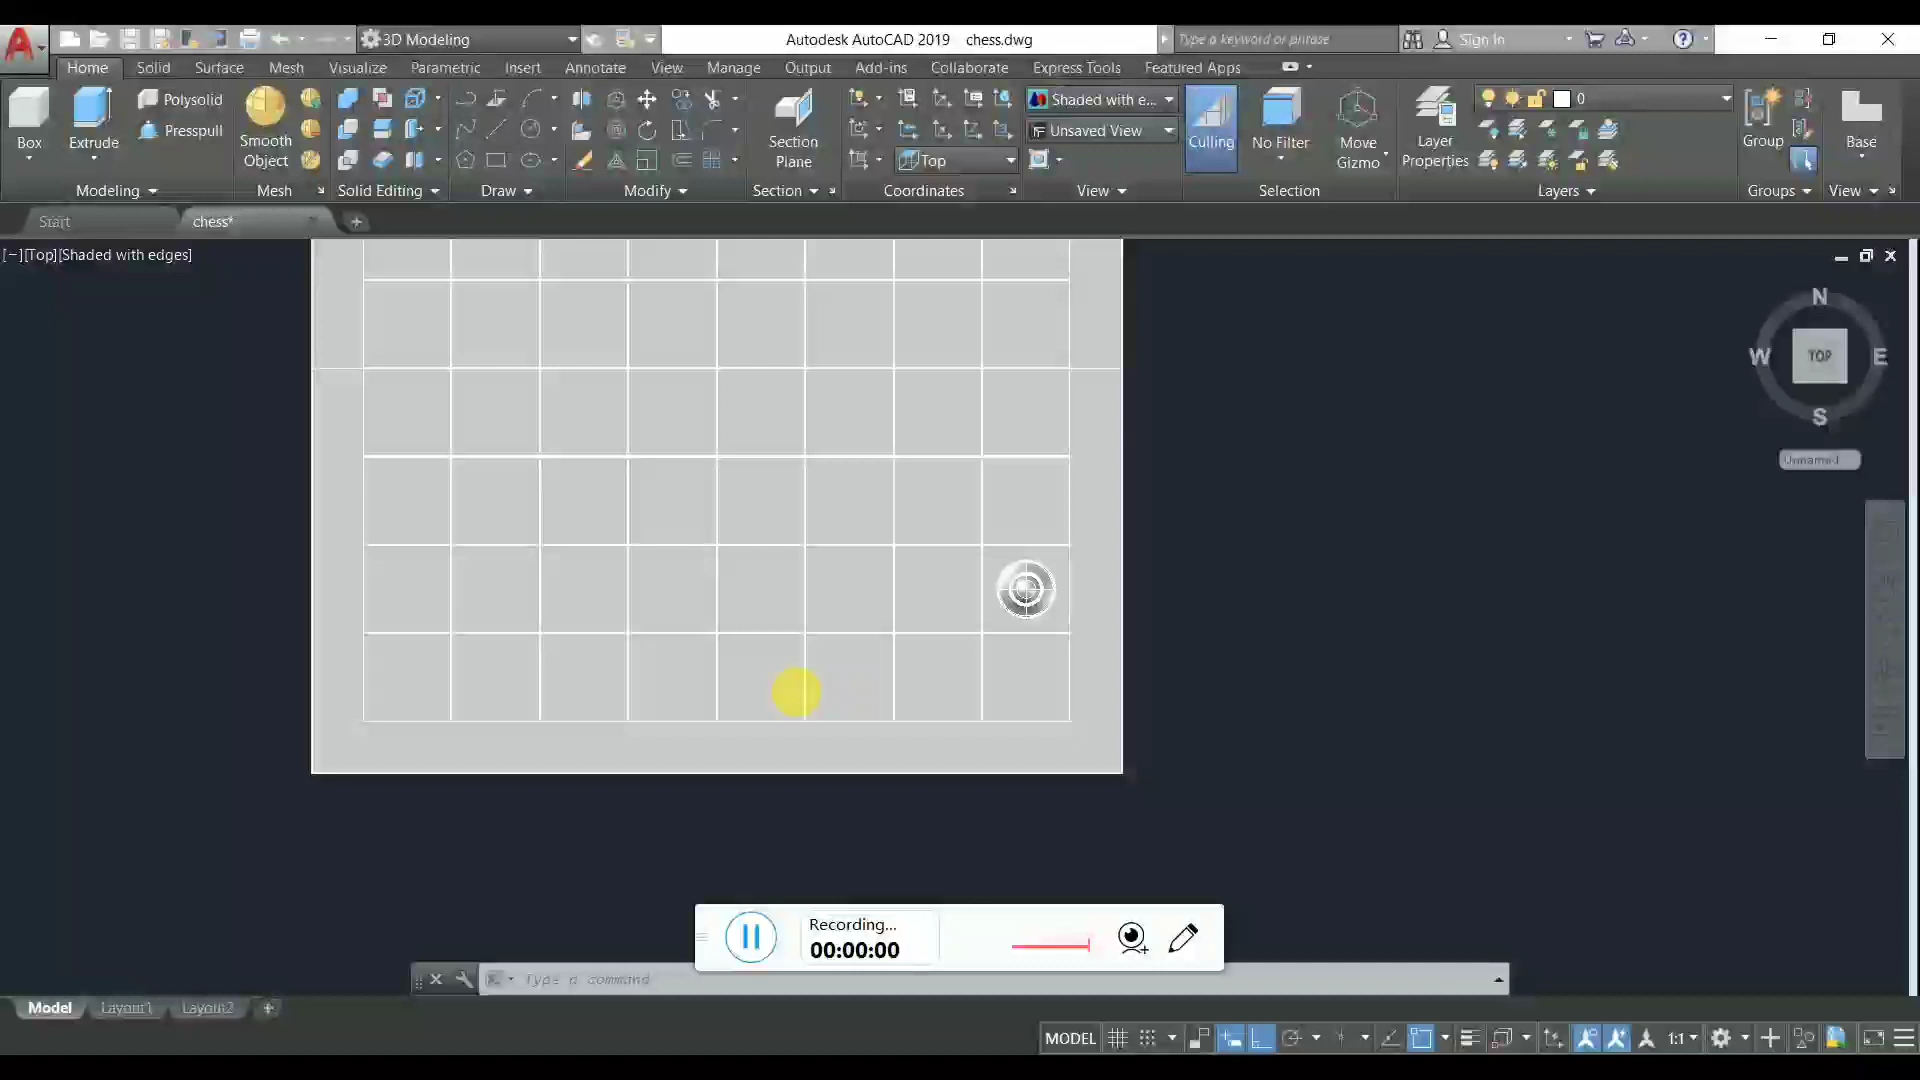 3D Modeling
Autodesk AutoCAD 2019 chess.dwg
Type a keyword or phrase
Sign In
Home Solid Surface Mesh Visualize Parametric Insert Annotate View Manage Output Add-ins Collaborate Express Tools Featured Apps
Box
Extrude
Polysolid
Presspull
Smooth
Object
Section
Plane
Top
Shaded with e...
Unsaved View
Culling
No Filter
Move
Gizmo
Layer
Properties
0
Group
Base
Modeling Mesh Solid Editing Draw Modify Section Coordinates View Selection Layers Groups View
Start chess*
[−][Top][Shaded with edges]
N
W TOP E
S
Unnamed
Recording...
00:00:00
Type a command
Model Layout1 Layout2
MODEL 1:1